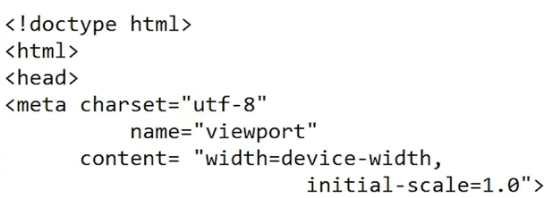 <!doctype html>
<html>
<head>
<meta charset="utf-8"
name="viewport"
content= "width=device-width,
initial-scale=1.0">